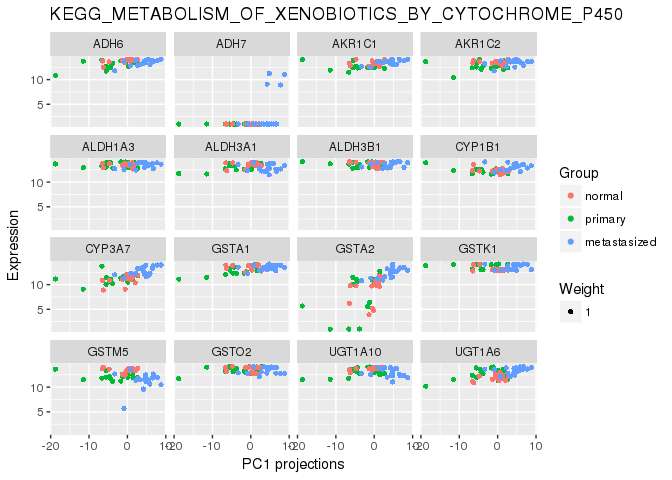 KEGG_METABOLISM_OF_XENOBIOTICS_BY_CYTOCHROME_P450
ADH6 ADH7 AKR1C1 AKR1C2
10
5
ALDH1A3 ALDH3A1 ALDH3B1 CYP1B1
10
5
CYP3A7 GSTA1 GSTA2 GSTK1
10
5
GSTM5 GSTO2 UGT1A10 UGT1A6
10
5
-20 -10 0 10 -20 -10 0 10 -20 -10 0 10 -20 -10 0 10
PC1 projections
Expression
Group
normal
primary
metastasized
Weight
1